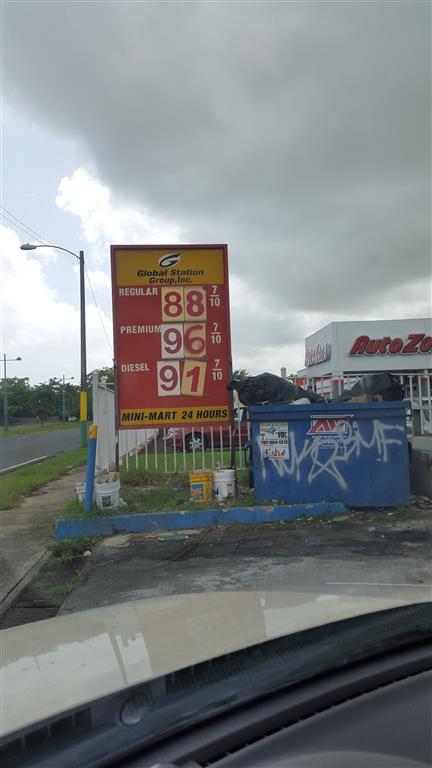 Global Station
Group,Inc.
REGULAR 88 7/10
PREMIUM 96 7/10
DIESEL 91 7/10
MINI-MART 24 HOURS
AutoZo